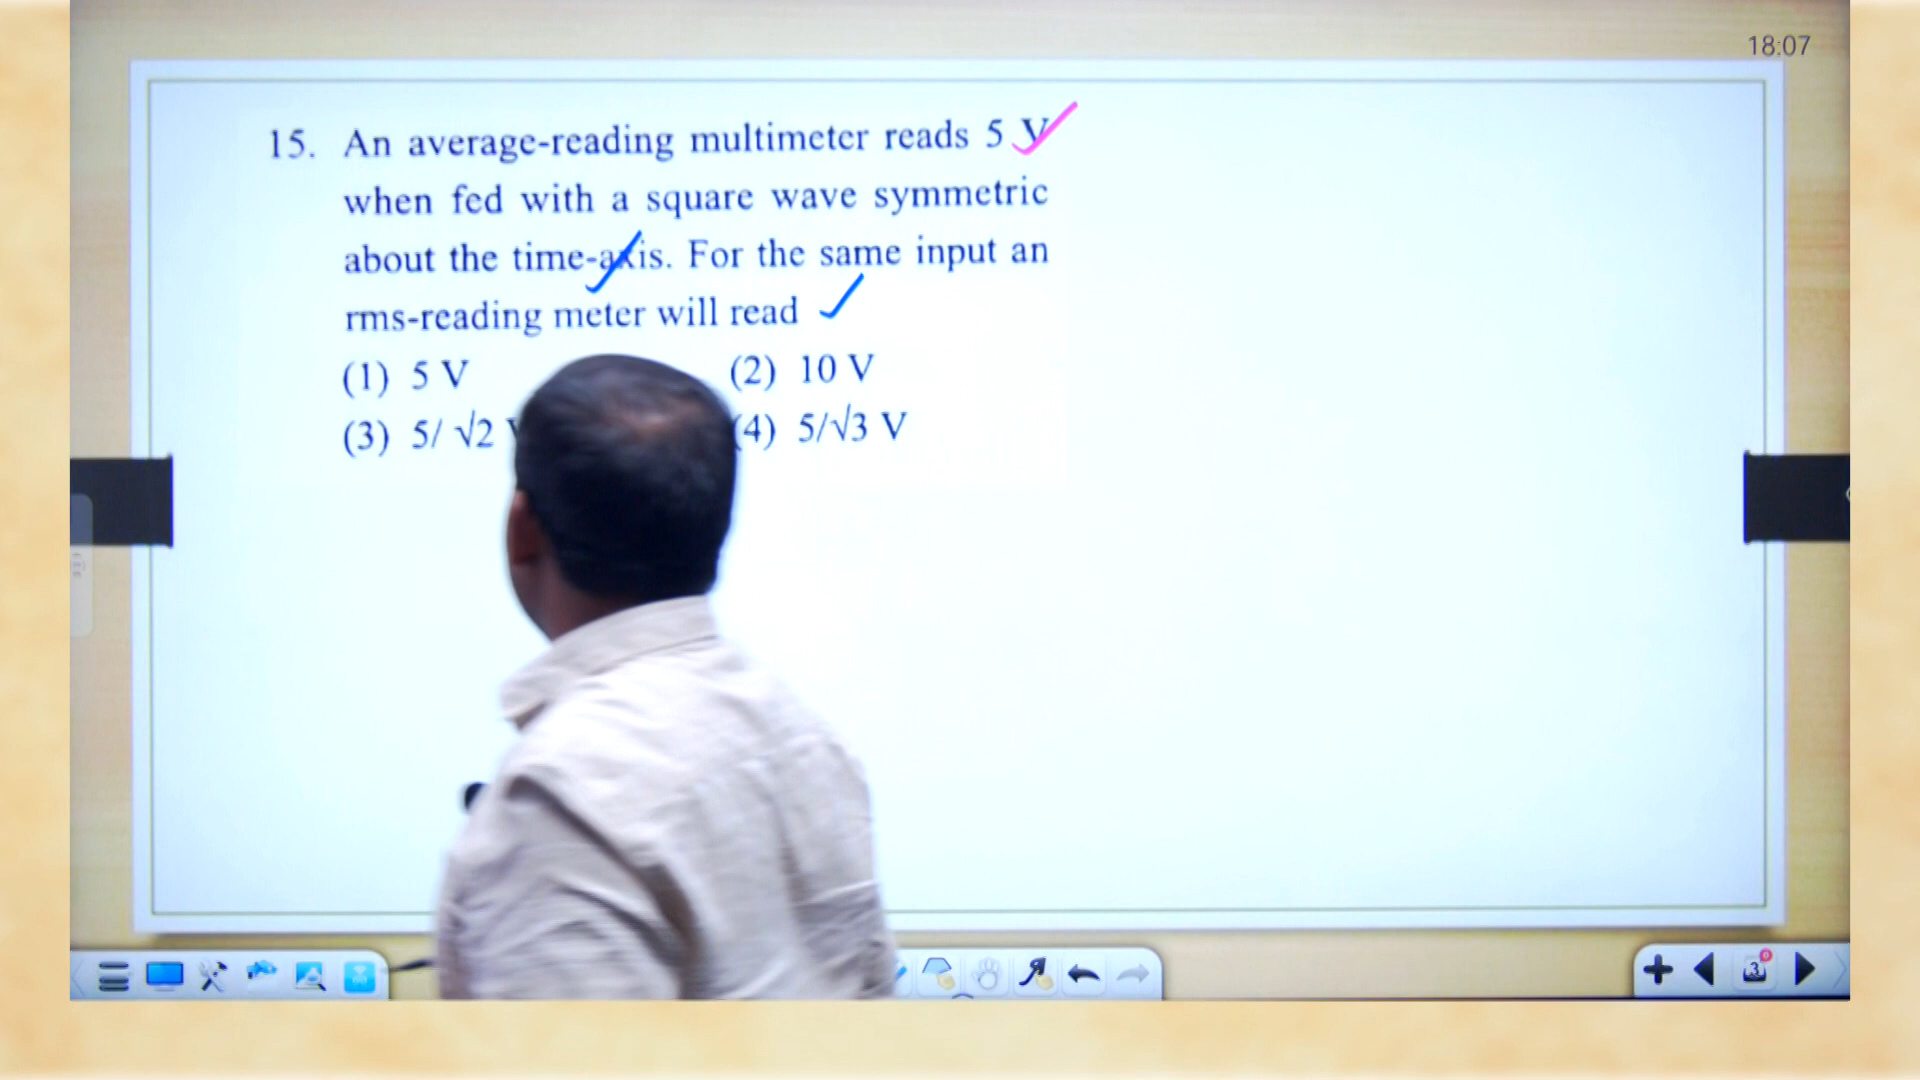 18:07
15. An average-reading multimeter reads 5 V
when fed with a square wave symmetric
about the time-axis. For the same input an
rms-reading meter will read
(1) 5 V (2) 10 V
(3) 5/ √2 (4) 5/√3 V
3